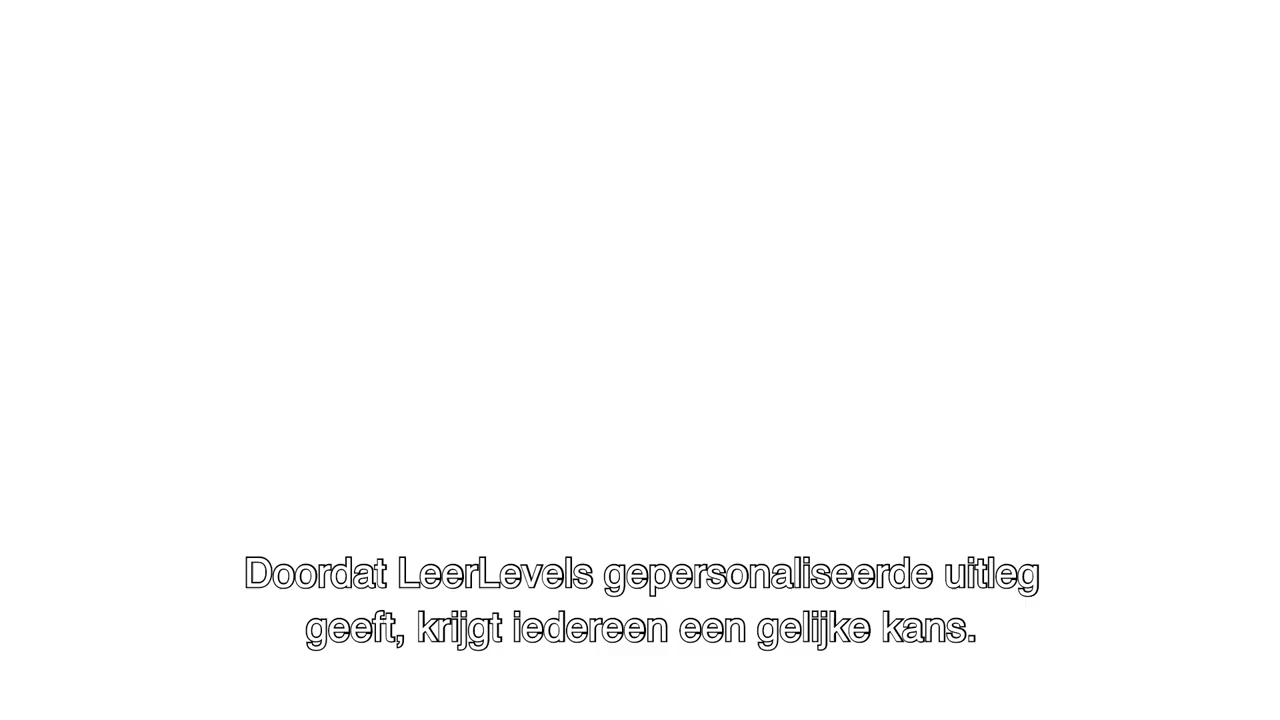 Doordat LeerLevels gepersonaliseerde uitleg
geeft, krijgt iedereen een gelijke kans.